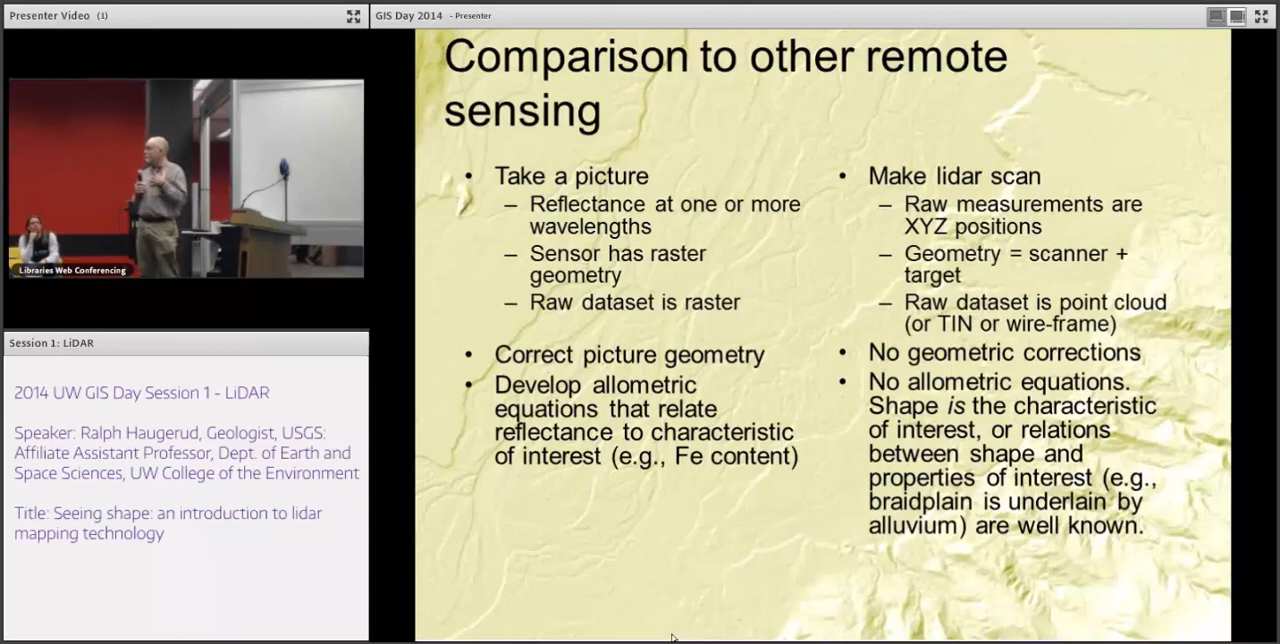 Presenter Video (1)
GIS Day 2014 - Presenter
Libraries Web Conferencing
Session 1: LiDAR
2014 UW GIS Day Session 1 - LiDAR
Speaker: Ralph Haugerud, Geologist, USGS:
Affiliate Assistant Professor, Dept. of Earth and
Space Sciences, UW College of the Environment
Title: Seeing shape: an introduction to lidar
mapping technology
Comparison to other remote
sensing
• Take a picture
– Reflectance at one or more
wavelengths
– Sensor has raster
geometry
– Raw dataset is raster
• Correct picture geometry
• Develop allometric
equations that relate
reflectance to characteristic
of interest (e.g., Fe content)
• Make lidar scan
– Raw measurements are
XYZ positions
– Geometry = scanner +
target
– Raw dataset is point cloud
(or TIN or wire-frame)
• No geometric corrections
• No allometric equations.
Shape is the characteristic
of interest, or relations
between shape and
properties of interest (e.g.,
braidplain is underlain by
alluvium) are well known.